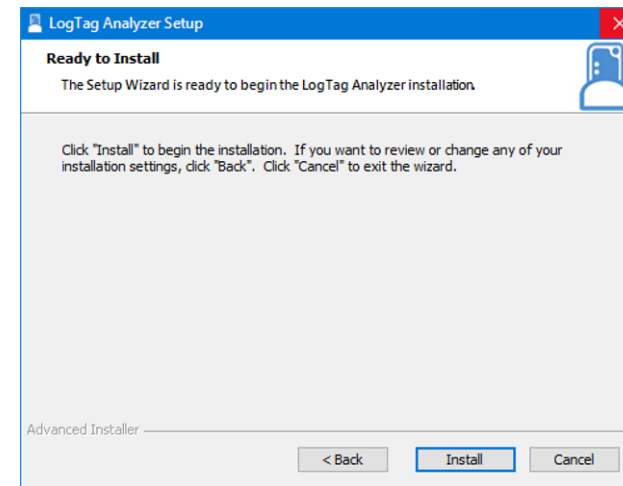 LogTag Analyzer Setup
Ready to Install
The Setup Wizard is ready to begin the LogTag Analyzer installation.
Click "Install" to begin the installation. If you want to review or change any of your
installation settings, click "Back". Click "Cancel" to exit the wizard.
Advanced Installer
< Back Install Cancel